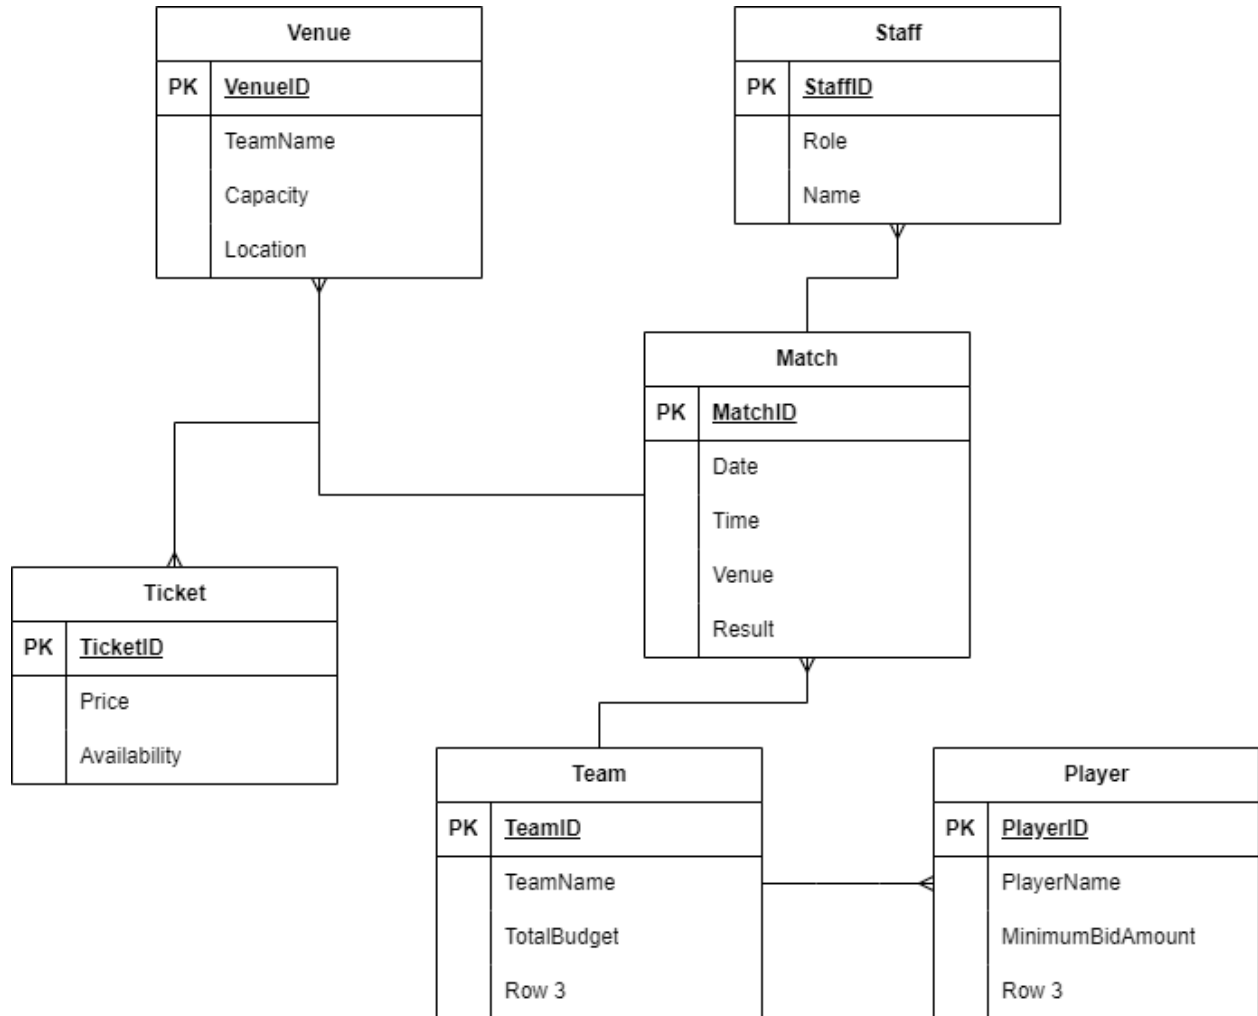 Venue
PK VenueID
TeamName
Capacity
Location
Staff
PK StaffID
Role
Name
Match
PK MatchID
Date
Time
Venue
Result
Ticket
PK TicketID
Price
Availability
Team
PK TeamID
TeamName
TotalBudget
Row 3
Player
PK PlayerID
PlayerName
MinimumBidAmount
Row 3